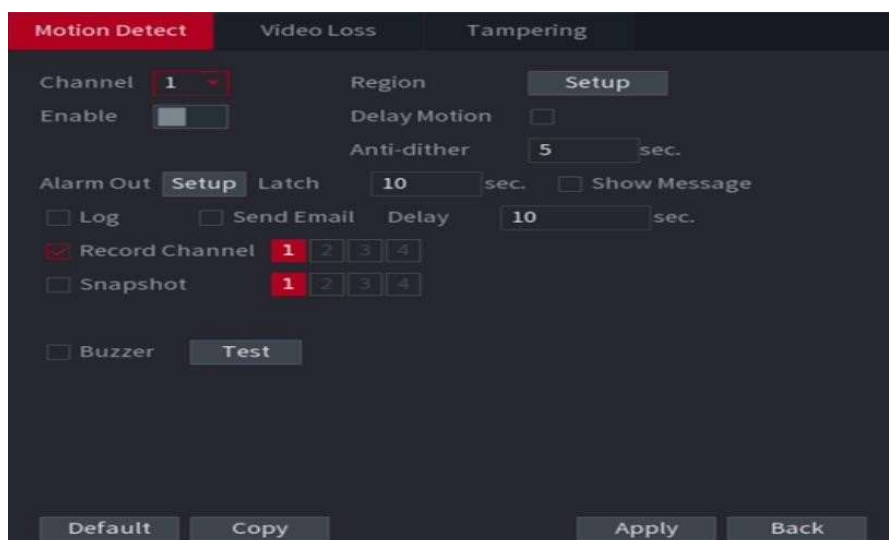 Motion Detect Video Loss Tampering
Channel 1 Region Setup
Enable Delay Motion
Anti-dither 5 sec.
Alarm Out Setup Latch 10 sec. Show Message
Log Send Email Delay 10 sec.
Record Channel 1 2 3 4
Snapshot 1 2 3 4
Buzzer Test
Default Copy Apply Back